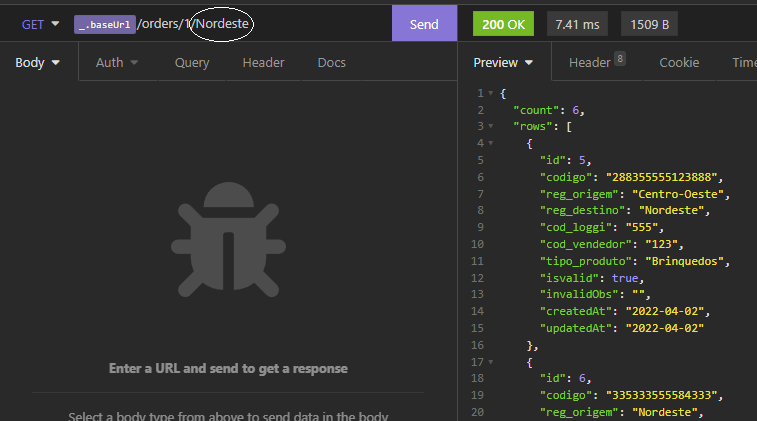 GET _.baseUrl /orders/1/Nordeste Send 200 OK 7.41 ms 1509 B
Body Auth Query Header Docs Preview Header 8 Cookie Time
1 {
2 "count": 6,
3 "rows": [
4 {
5 "id": 5,
6 "codigo": "288355555123888",
7 "reg_origem": "Centro-Oeste",
8 "reg_destino": "Nordeste",
9 "cod_loggi": "555",
10 "cod_vendedor": "123",
11 "tipo_produto": "Brinquedos",
12 "isvalid": true,
13 "invalidObs": "",
14 "createdAt": "2022-04-02",
15 "updatedAt": "2022-04-02"
16 },
17 {
18 "id": 6,
19 "codigo": "335333555584333",
20 "reg_origem": "Nordeste",
Enter a URL and send to get a response
Select a body type from above to send data in the body